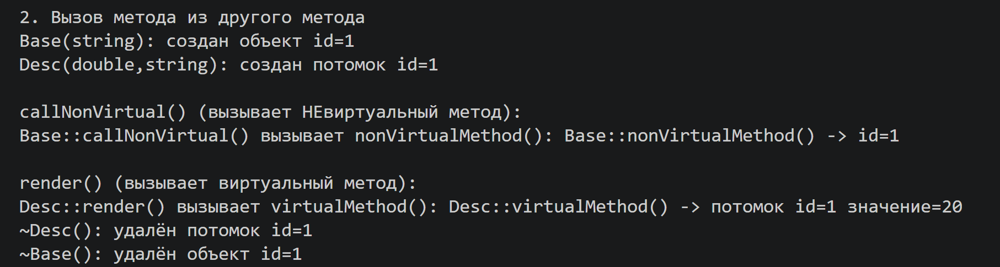 2. Вызов метода из другого метода
Base(string): создан объект id=1
Desc(double,string): создан потомок id=1
callNonVirtual() (вызывает НЕвиртуальный метод):
Base::callNonVirtual() вызывает nonVirtualMethod(): Base::nonVirtualMethod() -> id=1
render() (вызывает виртуальный метод):
Desc::render() вызывает virtualMethod(): Desc::virtualMethod() -> потомок id=1 значение=20
~Desc(): удалён потомок id=1
~Base(): удалён объект id=1